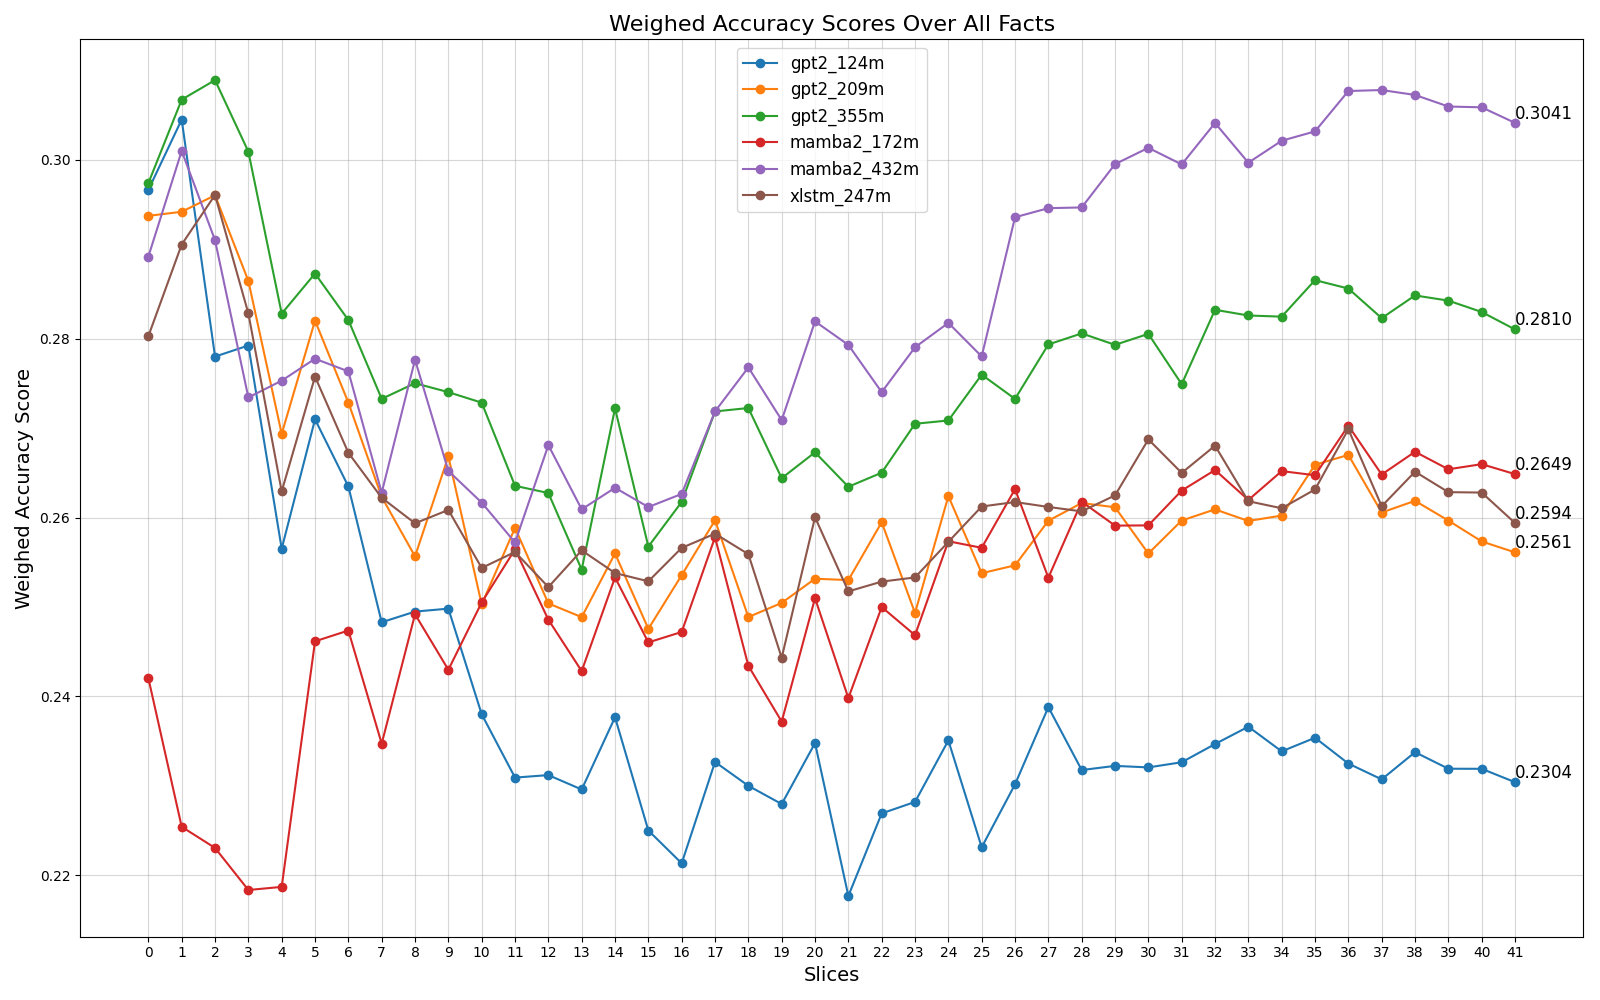 Weighed Accuracy Scores Over All Facts
gpt2_124m
gpt2_209m
gpt2_355m
mamba2_172m
mamba2_432m
xlstm_247m
Weighed Accuracy Score
0.30
0.28
0.26
0.24
0.22
0.3041
0.2810
0.2649
0.2594
0.2561
0.2304
0 1 2 3 4 5 6 7 8 9 10 11 12 13 14 15 16 17 18 19 20 21 22 23 24 25 26 27 28 29 30 31 32 33 34 35 36 37 38 39 40 41
Slices